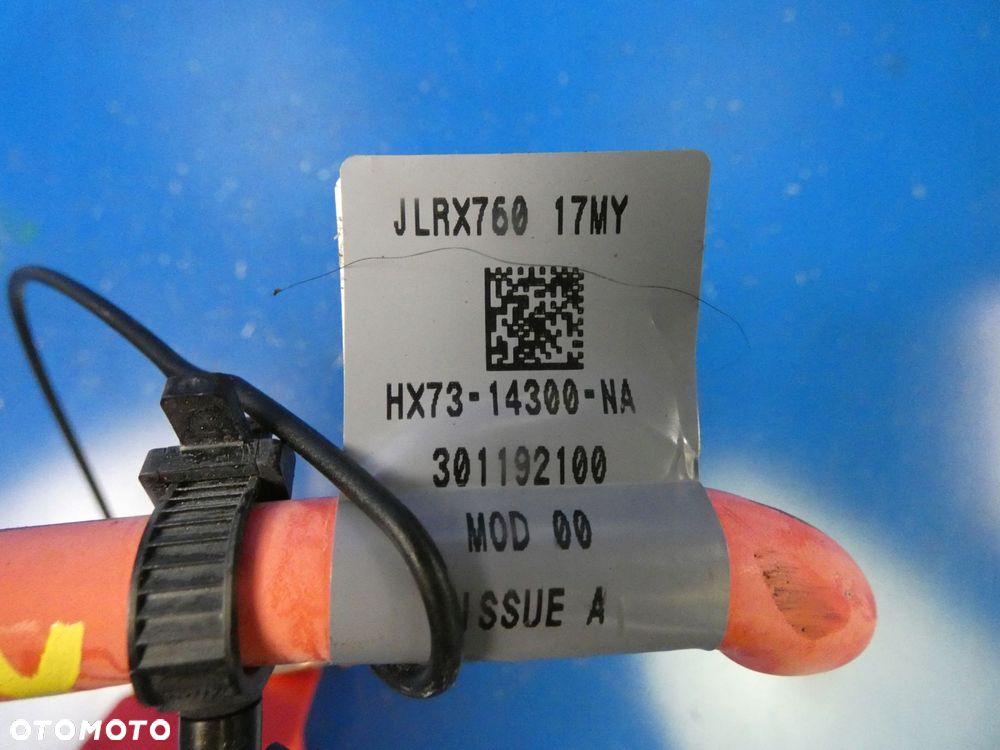 JLRX760 17MY
HX73-14300-NA
301192100
MOD 00
ISSUE A
OTOMOTO